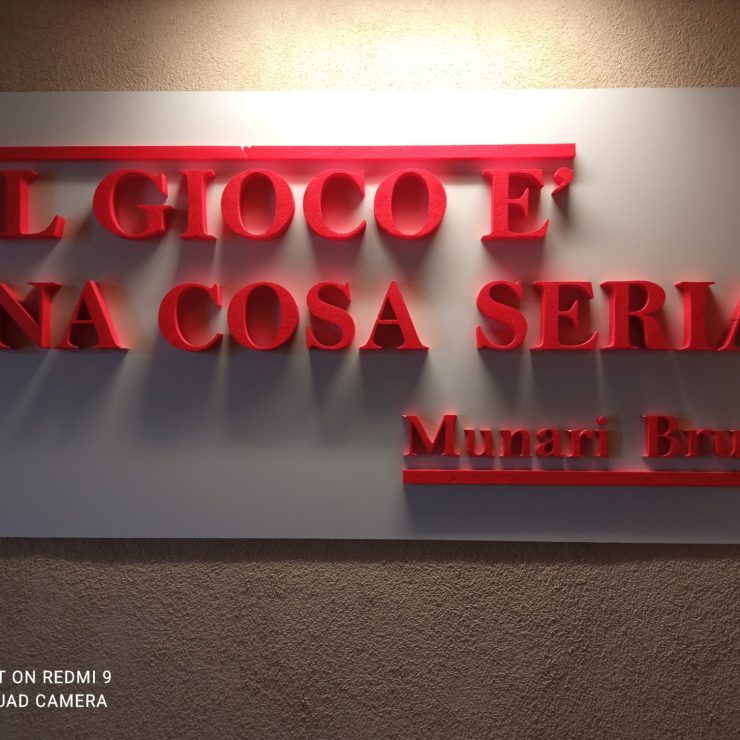 L GIOCO E'
NA COSA SERIA
Munari Bru
T ON REDMI 9
UAD CAMERA